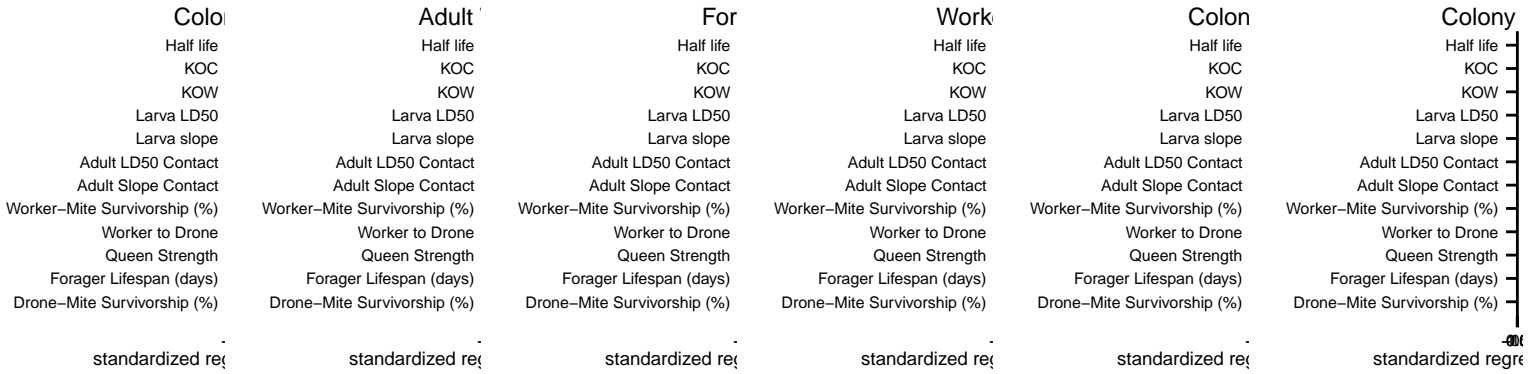 Color Adult For Work Colon Colony
Half life Half life Half life Half life Half life Half life
KOC KOC KOC KOC KOC KOC
KOW KOW KOW KOW KOW KOW
Larva LD50 Larva LD50 Larva LD50 Larva LD50 Larva LD50 Larva LD50
Larva slope Larva slope Larva slope Larva slope Larva slope Larva slope
Adult LD50 Contact Adult LD50 Contact Adult LD50 Contact Adult LD50 Contact Adult LD50 Contact Adult LD50 Contact
Adult Slope Contact Adult Slope Contact Adult Slope Contact Adult Slope Contact Adult Slope Contact Adult Slope Contact
Worker−Mite Survivorship (%) Worker−Mite Survivorship (%) Worker−Mite Survivorship (%) Worker−Mite Survivorship (%) Worker−Mite Survivorship (%) Worker−Mite Survivorship (%)
Worker to Drone Worker to Drone Worker to Drone Worker to Drone Worker to Drone Worker to Drone
Queen Strength Queen Strength Queen Strength Queen Strength Queen Strength Queen Strength
Forager Lifespan (days) Forager Lifespan (days) Forager Lifespan (days) Forager Lifespan (days) Forager Lifespan (days) Forager Lifespan (days)
Drone−Mite Survivorship (%) Drone−Mite Survivorship (%) Drone−Mite Survivorship (%) Drone−Mite Survivorship (%) Drone−Mite Survivorship (%) Drone−Mite Survivorship (%)
standardized reg standardized reg standardized reg standardized reg standardized reg standardized regre